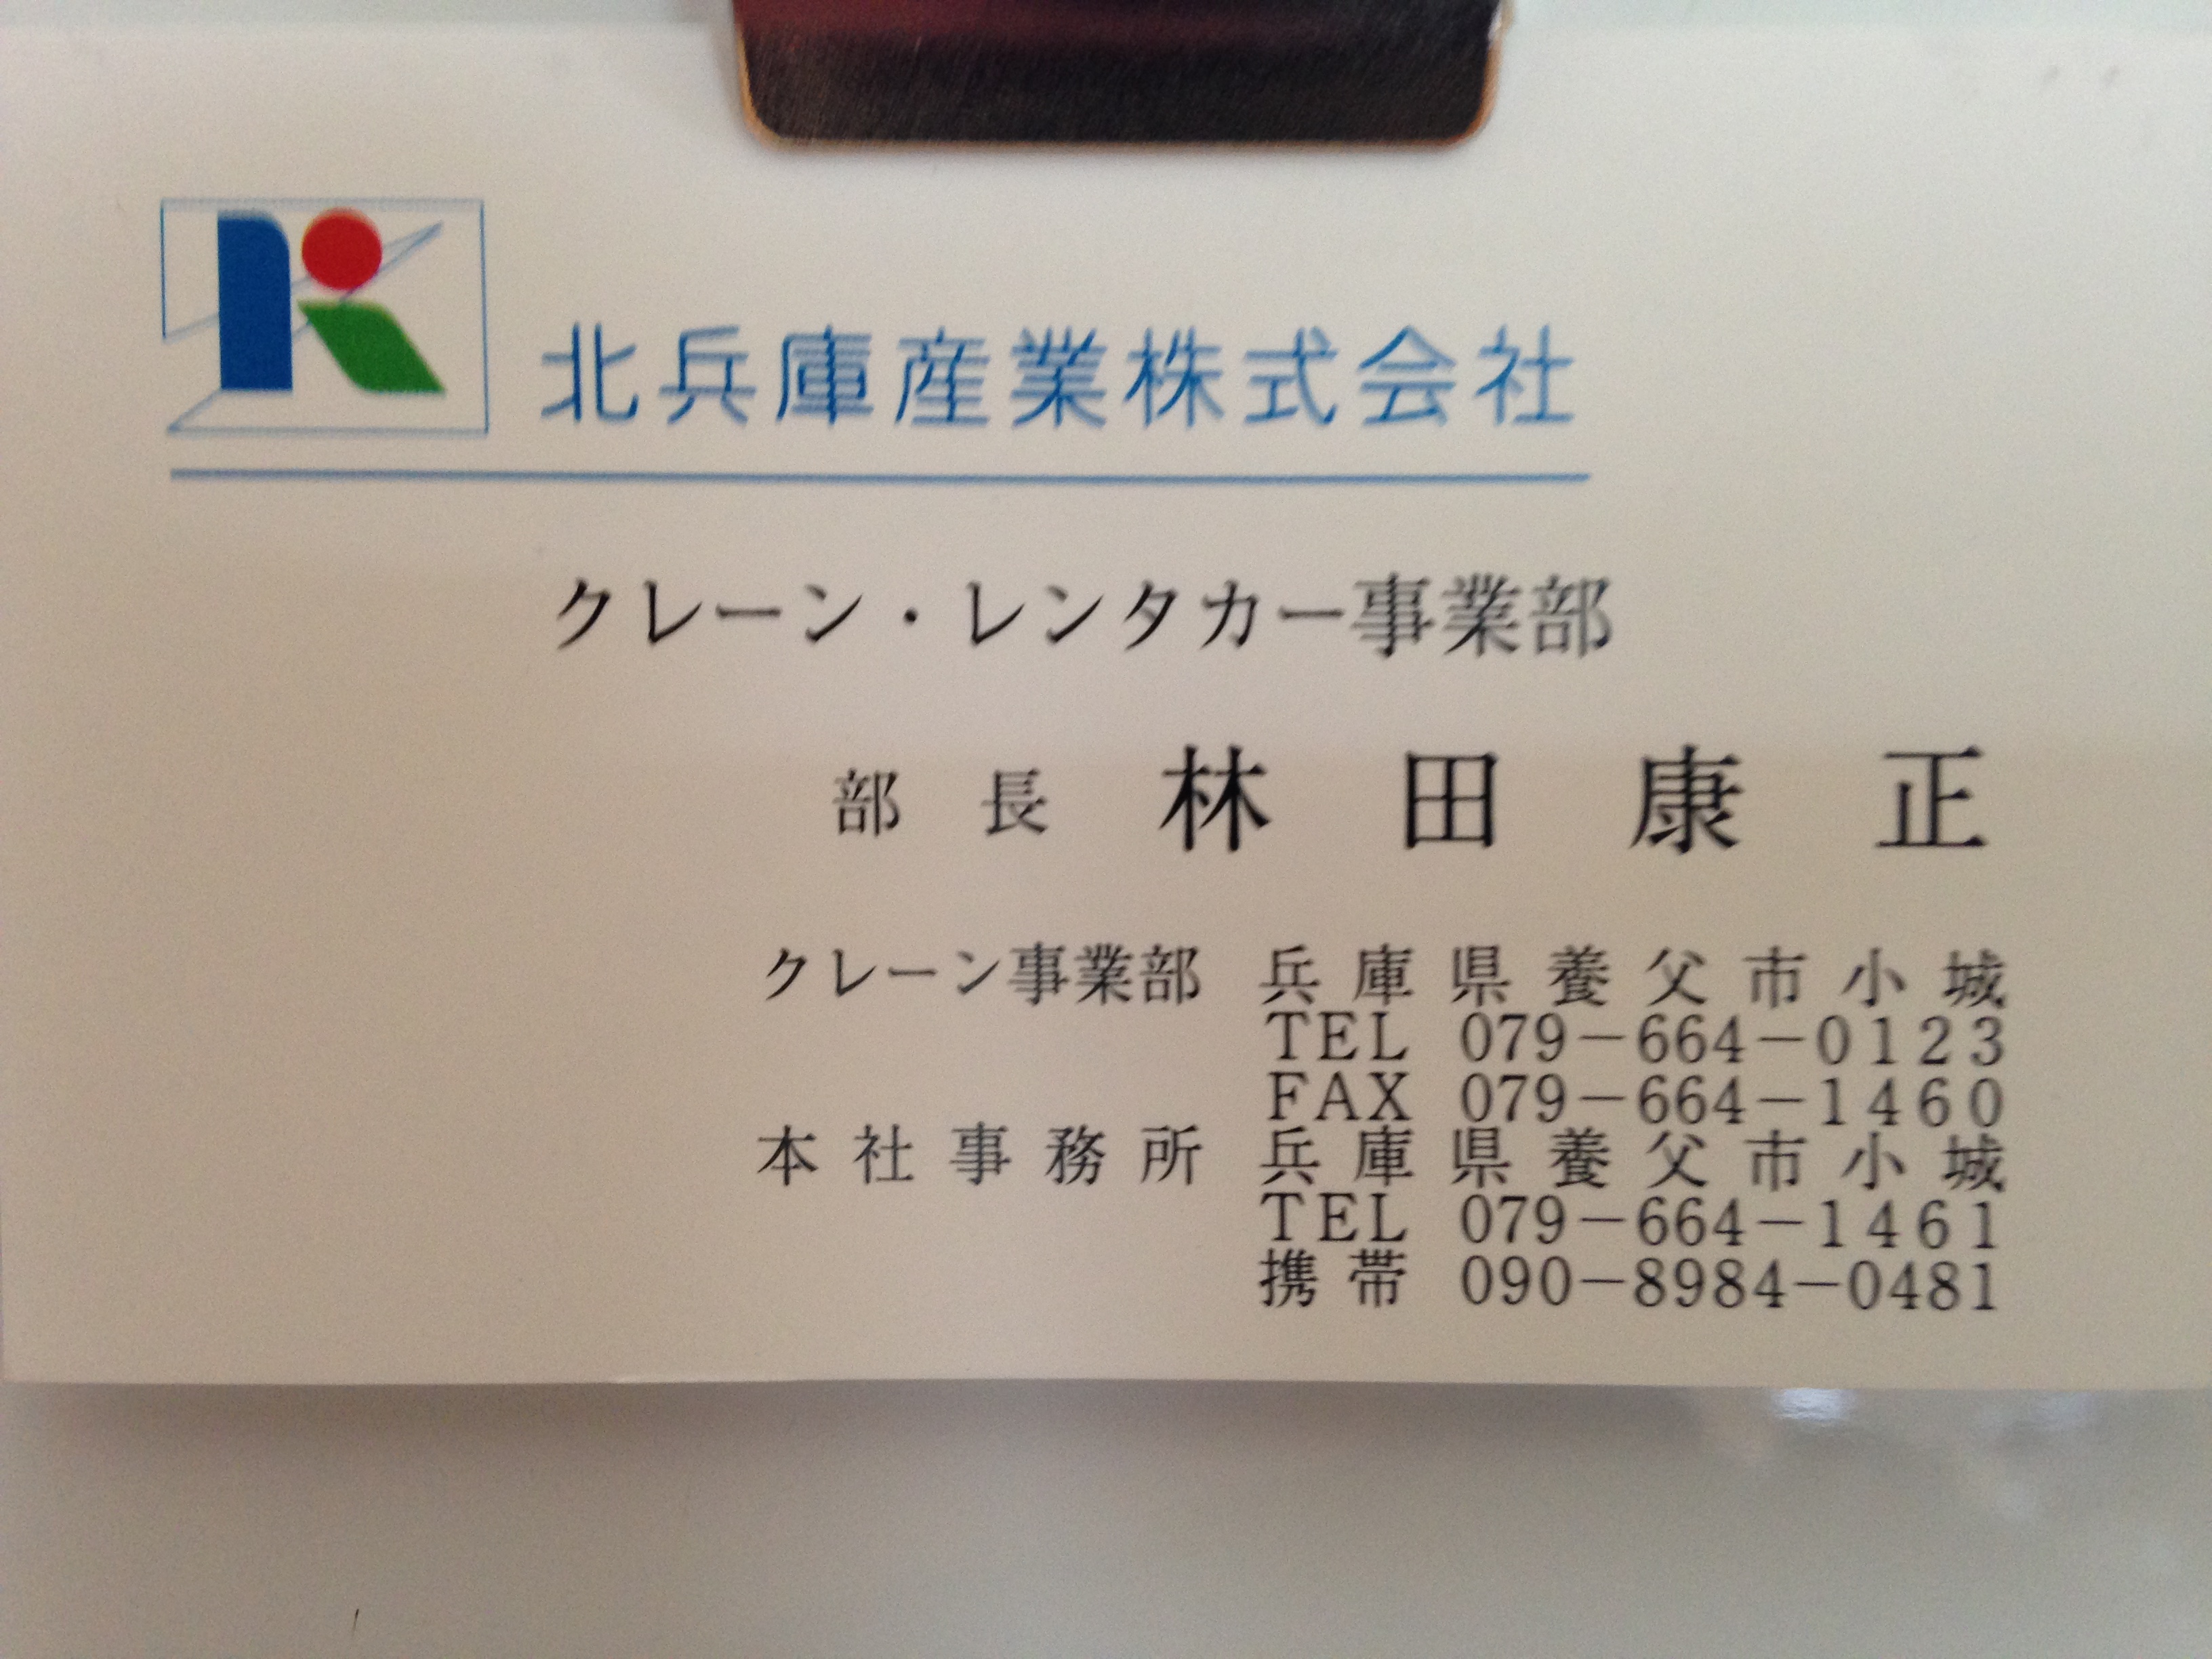 北兵庫産業株式会社
クレーン・レンタカー事業部
部長 林田康正
クレーン事業部 兵庫県養父市小城
TEL 079-664-0123
FAX 079-664-1460
本社事務所 兵庫県養父市小城
TEL 079-664-1461
携帯 090-8984-0481